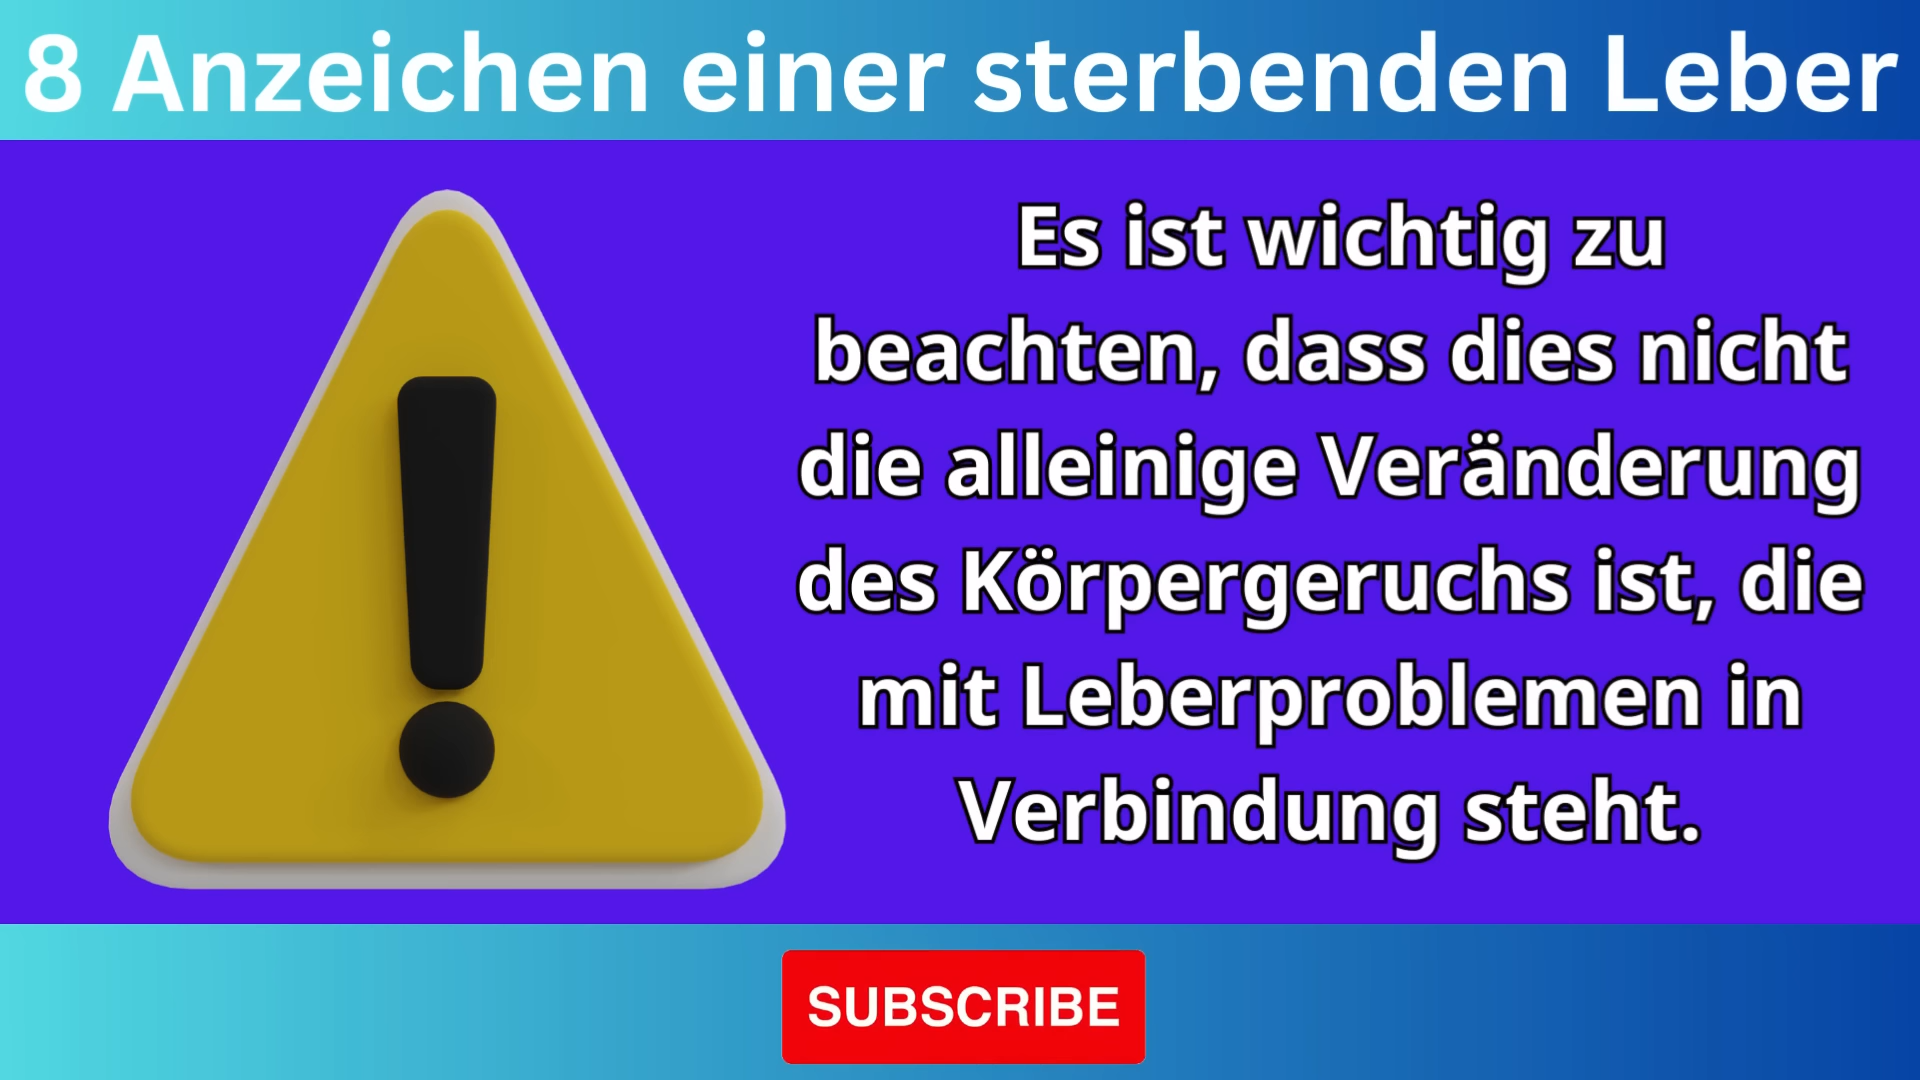 8 Anzeichen einer sterbenden Leber
Es ist wichtig zu
beachten, dass dies nicht
die alleinige Veränderung
des Körpergeruchs ist, die
mit Leberproblemen in
Verbindung steht.
SUBSCRIBE